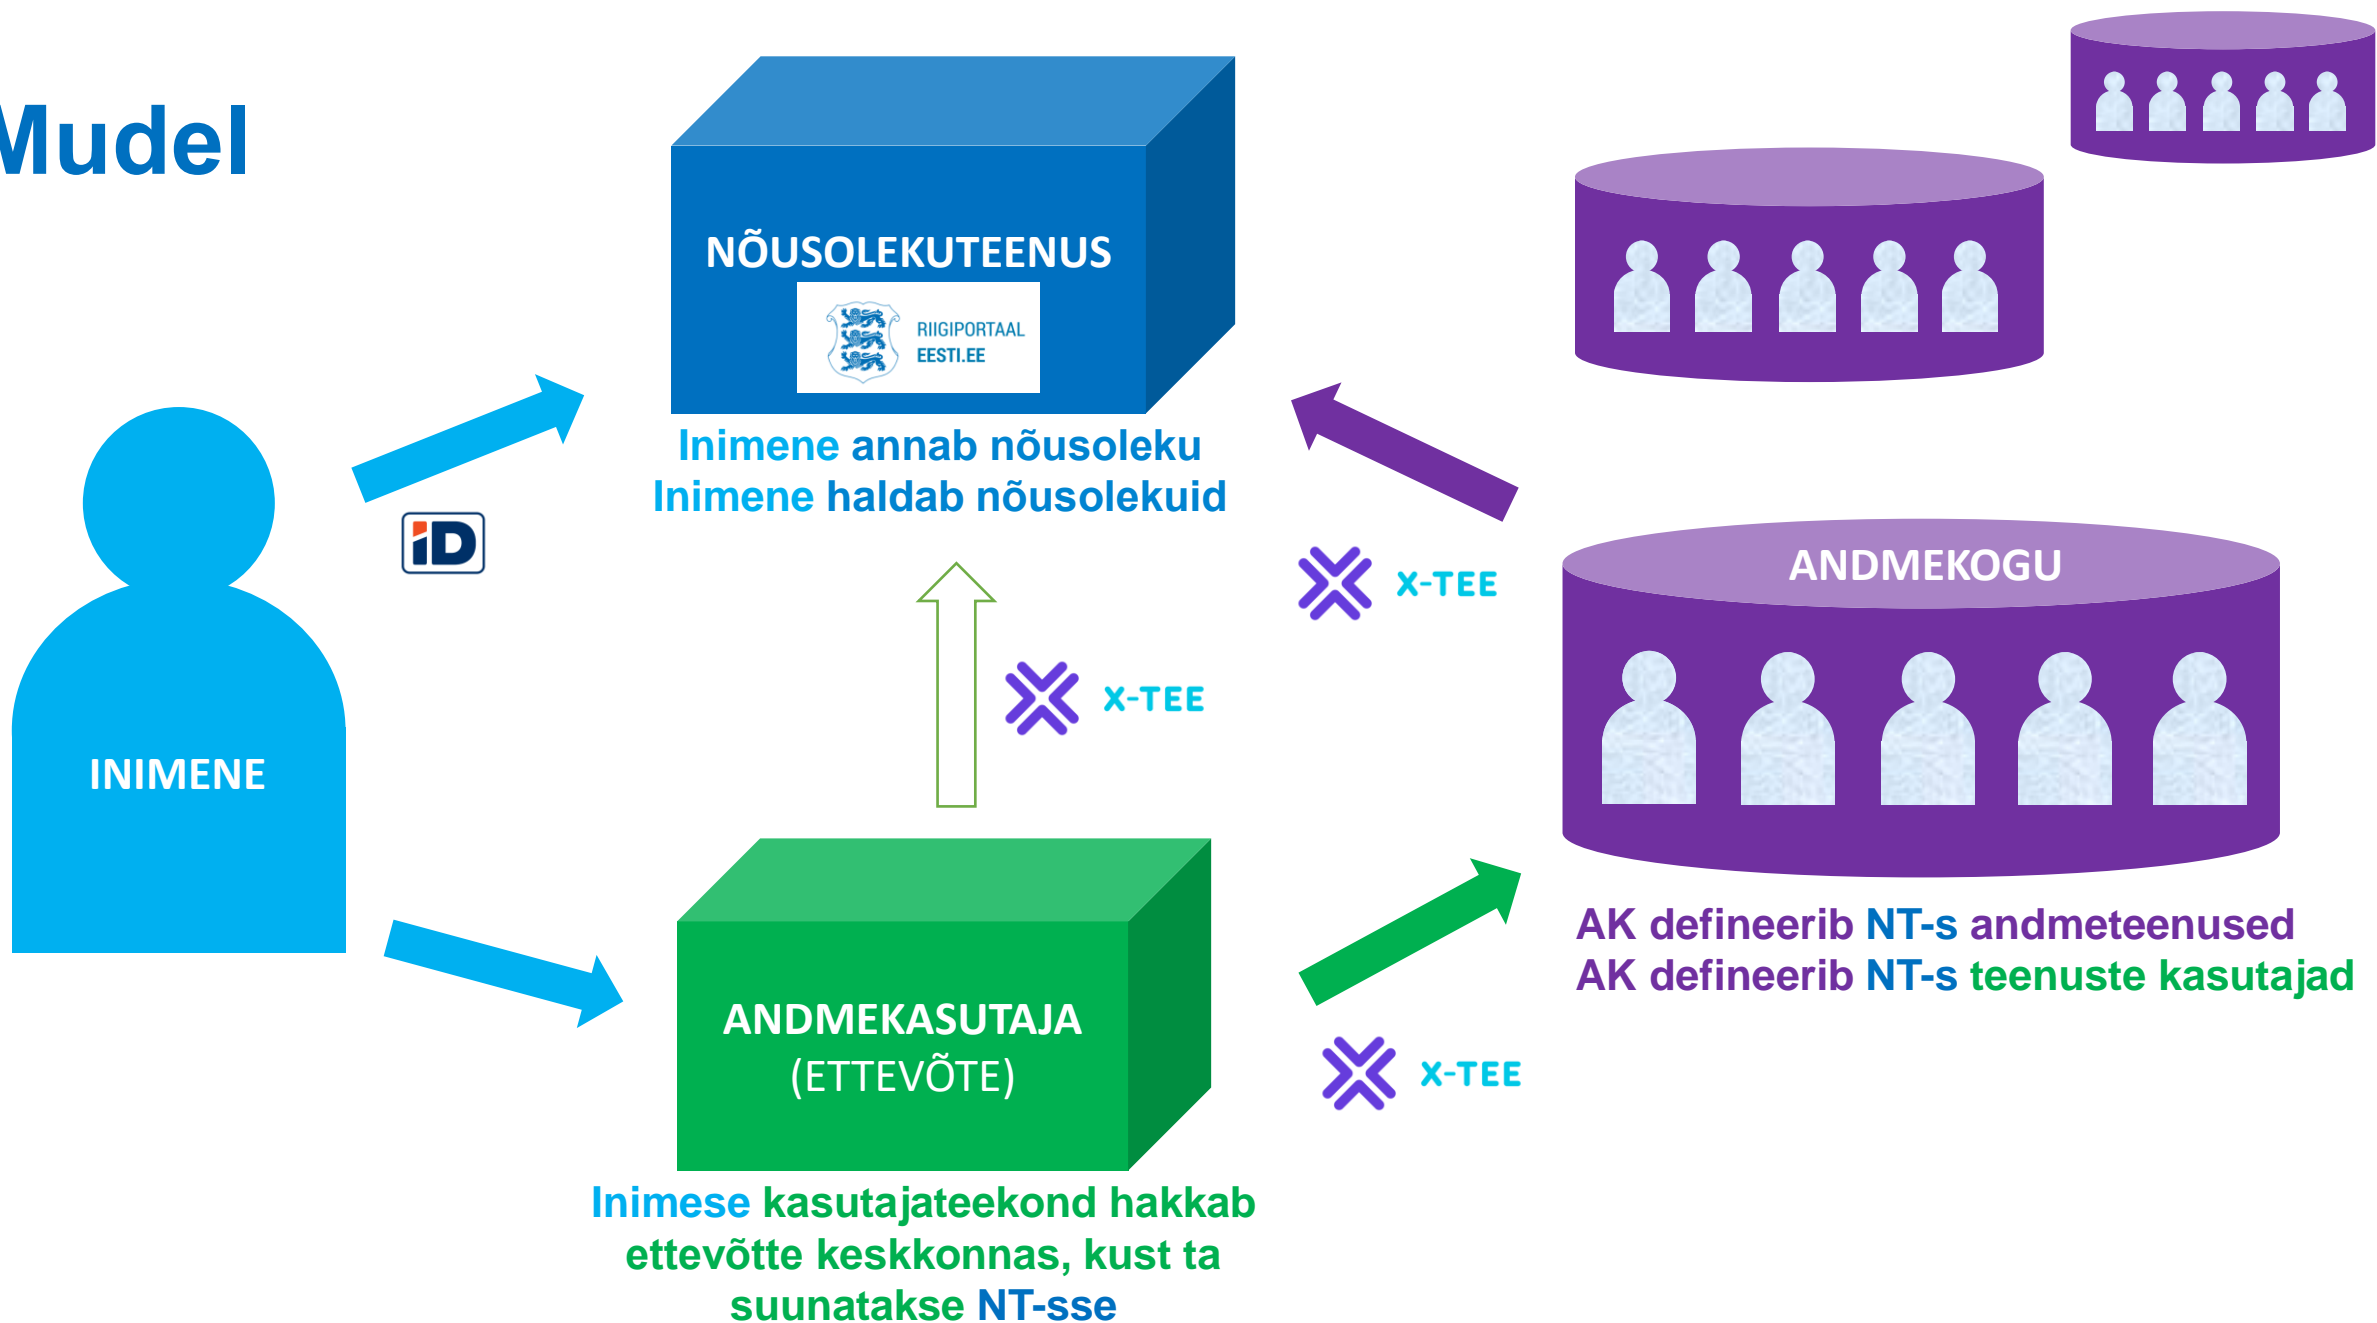 Mudel
NÕUSOLEKUTEENUS
RIIGIPORTAAL
EESTI.EE
Inimene annab nõusoleku
Inimene haldab nõusolekuid
iD
X-TEE
ANDMEKOGU
X-TEE
INIMENE
AK defineerib NT-s andmeteenused
AK defineerib NT-s teenuste kasutajad
ANDMEKASUTAJA
(ETTEVÕTE)
X-TEE
Inimese kasutajateekond hakkab
ettevõtte keskkonnas, kust ta
suunatakse NT-sse